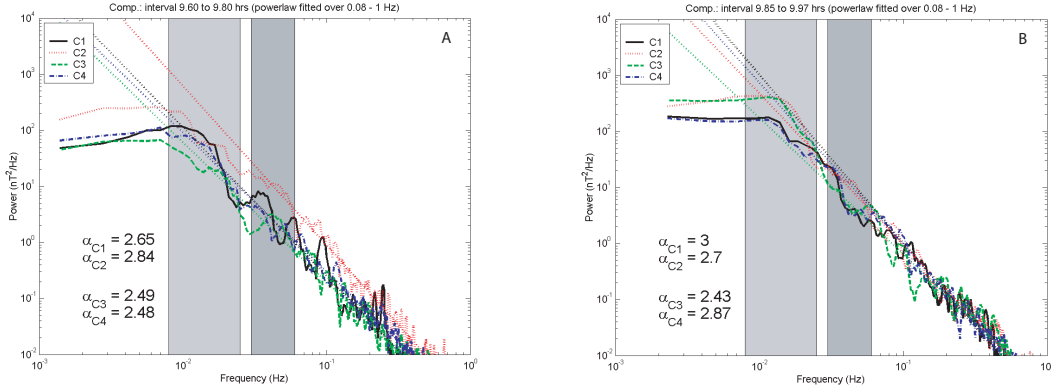 Comp.: interval 9.60 to 9.80 hrs (powerlaw fitted over 0.08 - 1 Hz)
A
C1
C2
C3
C4
10^4
10^3
10^2
10^1
10^0
10^-1
10^-2
Power (nT^2/Hz)
α_C1 = 2.65
α_C2 = 2.84
α_C3 = 2.49
α_C4 = 2.48
10^-3
10^-2
10^-1
10^0
Frequency (Hz)
Comp.: interval 9.85 to 9.97 hrs (powerlaw fitted over 0.08 - 1 Hz)
B
C1
C2
C3
C4
10^4
10^3
10^2
10^1
10^0
10^-1
10^-2
Power (nT^2/Hz)
α_C1 = 3
α_C2 = 2.7
α_C3 = 2.43
α_C4 = 2.87
10^-3
10^-2
10^-1
Frequency (Hz)